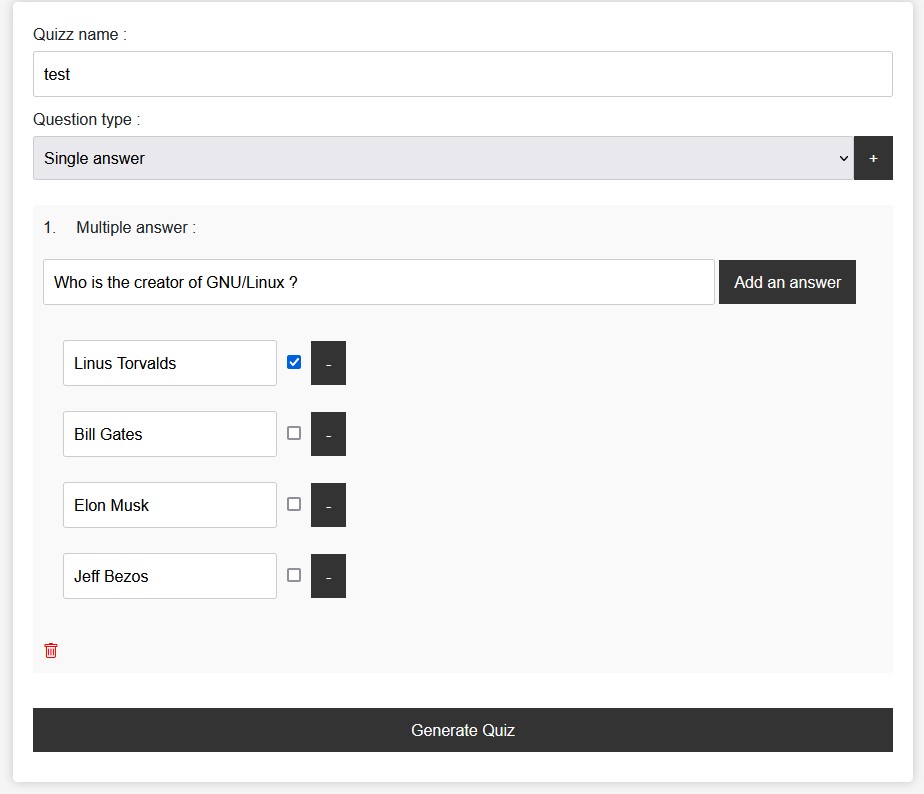 Quizz name :
test
Question type :
Single answer
+
1. Multiple answer :
Who is the creator of GNU/Linux ?
Add an answer
Linus Torvalds
-
Bill Gates
-
Elon Musk
-
Jeff Bezos
-
Generate Quiz